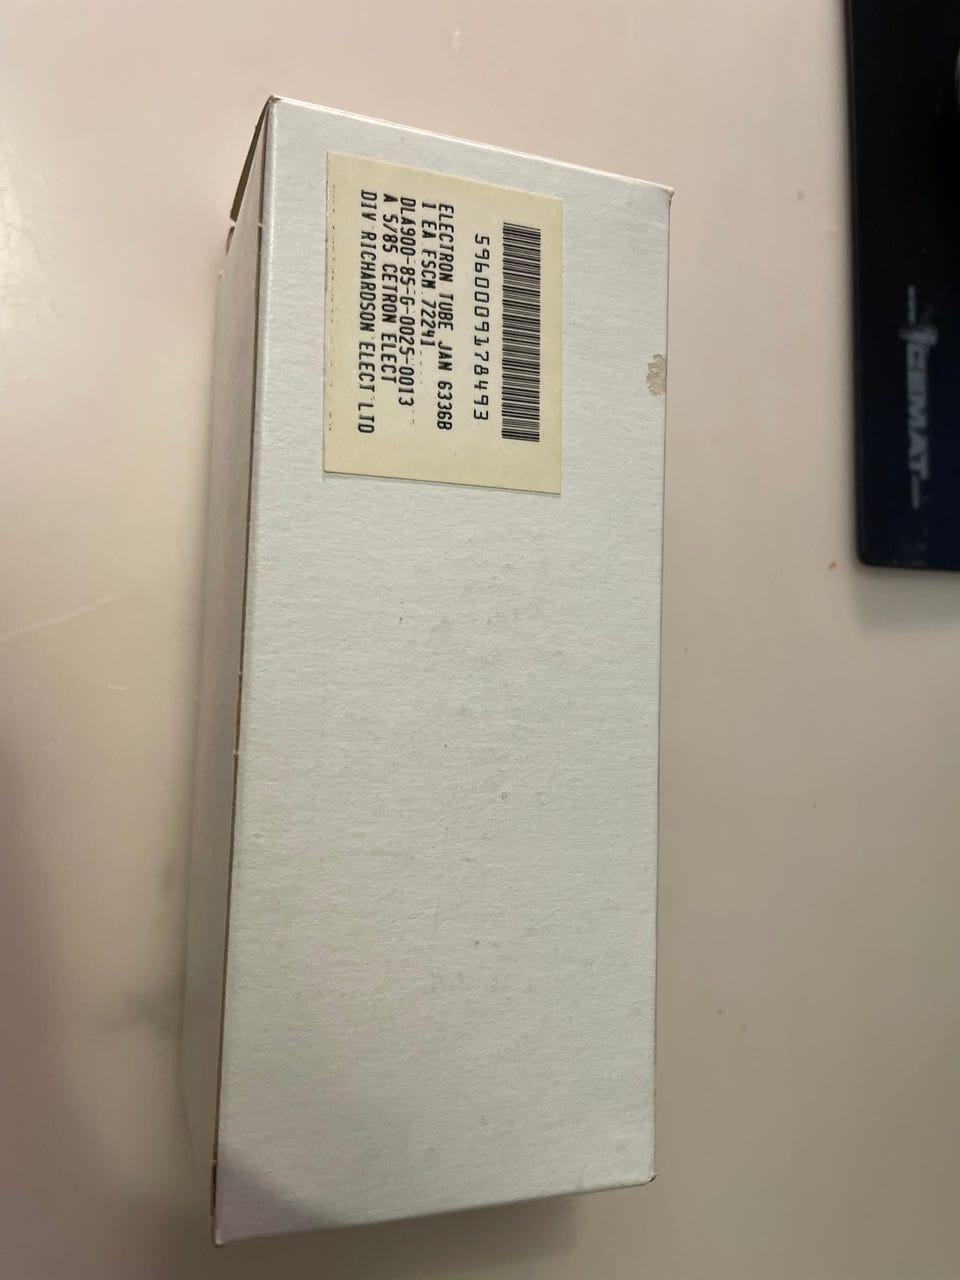 5960009178493
ELECTRON TUBE JAN 6336B
1 EA FSCM 72241
DLA900-85-G-0025-0013
A 5/85 CETRON ELECT
DIV RICHARDSON ELECT LTD
ICEMAT